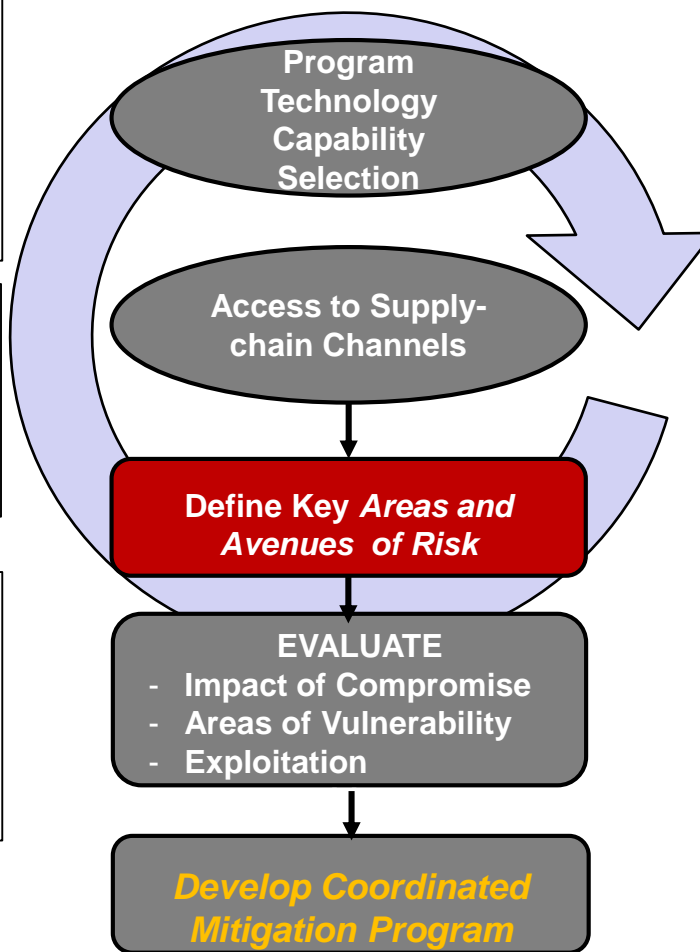 Program
Technology
Capability
Selection
Access to Supply-
chain Channels
Define Key Areas and
Avenues of Risk
EVALUATE
- Impact of Compromise
- Areas of Vulnerability
- Exploitation
Develop Coordinated
Mitigation Program